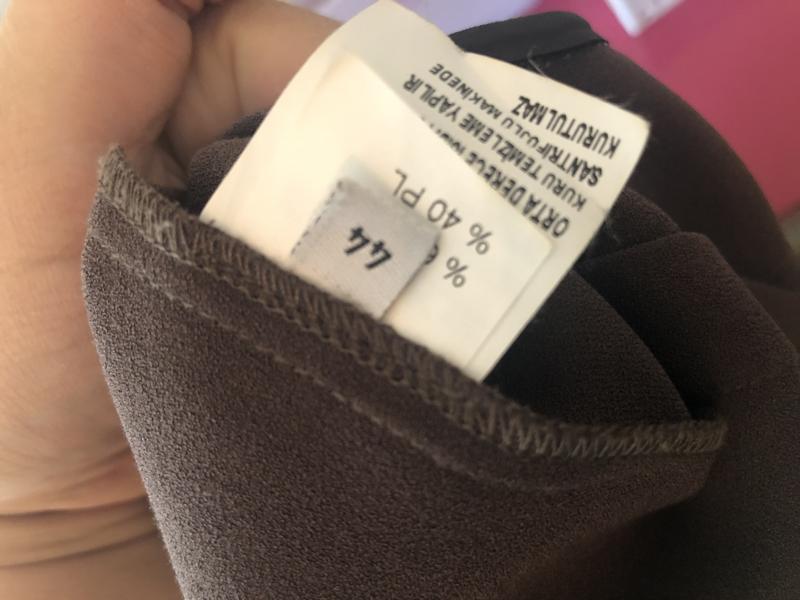 44
%
% 40 PL
ORTA DERECE
KURU TEMİZLEME YAPILIR
SANTRİFÜJLÜ MAKİNEDE
KURUTULMAZ